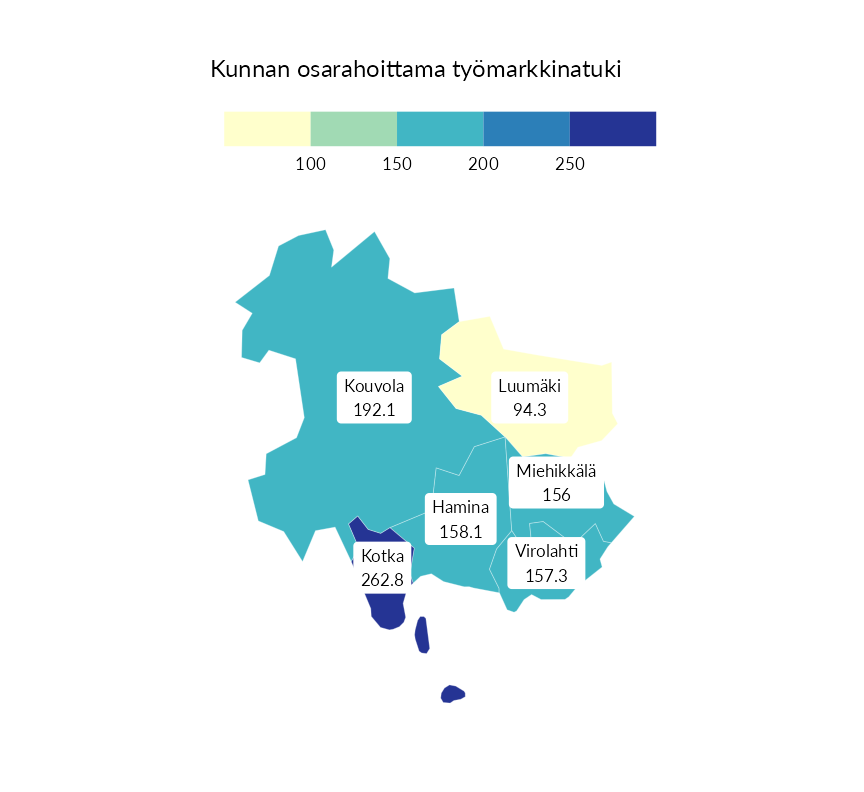 Kunnan osarahoittama työmarkkinatuki
100 150 200 250
Kouvola
192.1
Luumäki
94.3
Miehikkälä
156
Hamina
158.1
Virolahti
157.3
Kotka
262.8